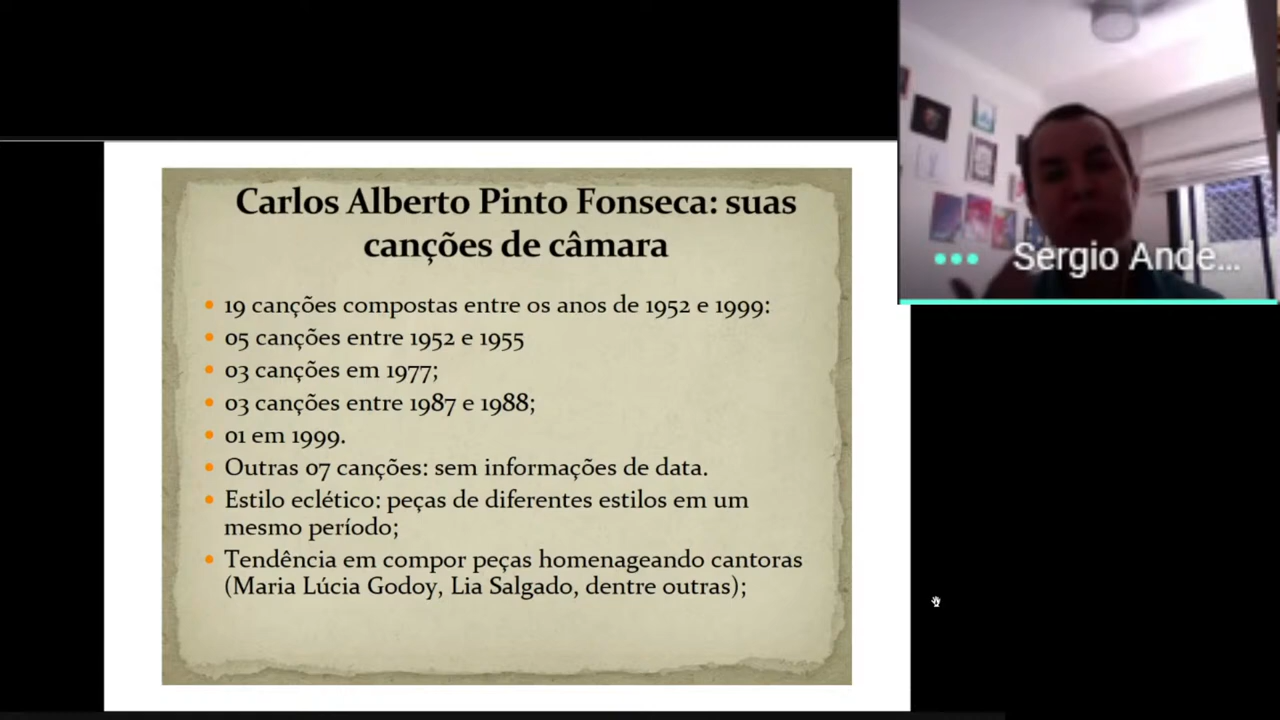 Carlos Alberto Pinto Fonseca: suas
canções de câmara
• 19 canções compostas entre os anos de 1952 e 1999:
• 05 canções entre 1952 e 1955
• 03 canções em 1977;
• 03 canções entre 1987 e 1988;
• 01 em 1999.
• Outras 07 canções: sem informações de data.
• Estilo eclético: peças de diferentes estilos em um
mesmo período;
• Tendência em compor peças homenageando cantoras
(Maria Lúcia Godoy, Lia Salgado, dentre outras);
Sergio Ande...